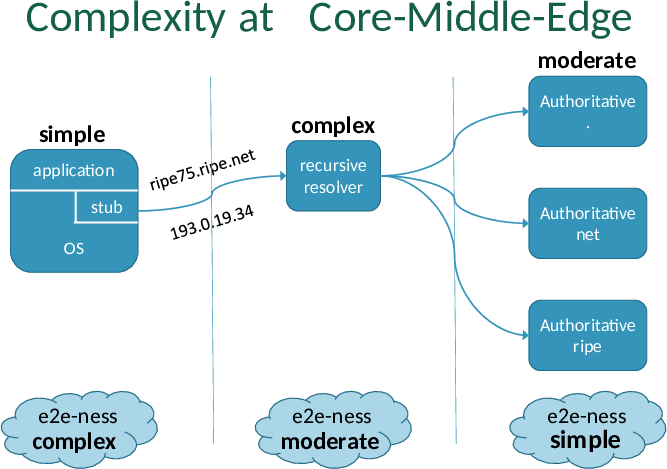 Complexity at Core-Middle-Edge
simple
application
stub
OS
ripe75.ripe.net
193.0.19.34
complex
recursive
resolver
moderate
Authoritative
.
Authoritative
net
Authoritative
ripe
e2e-ness
complex
e2e-ness
moderate
e2e-ness
simple